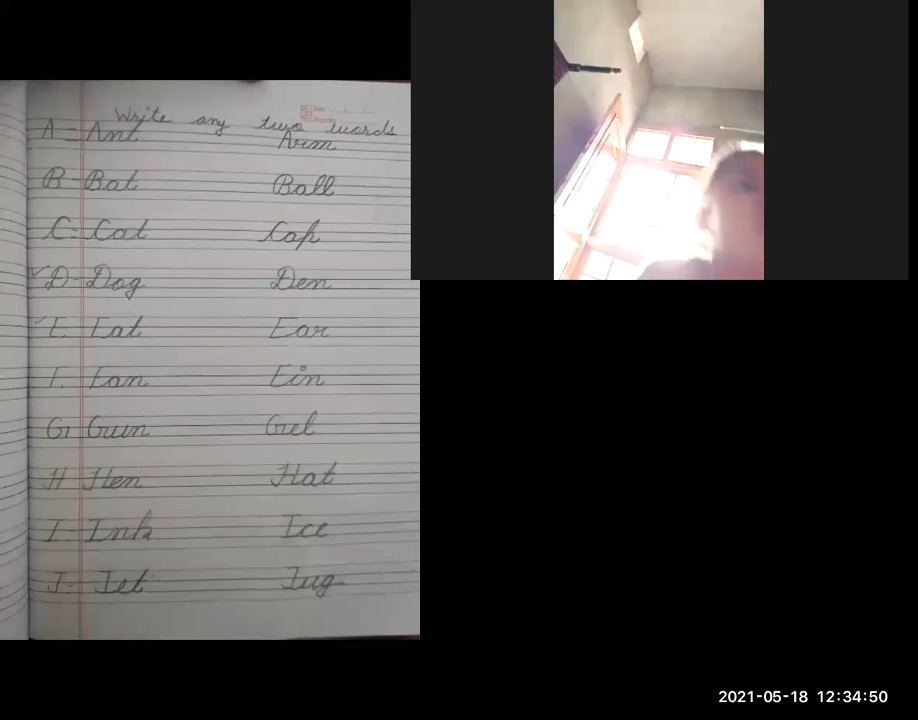 Write any two words
A = Ant Arm
B - Bat Ball
C = Cat Cap
D - Dog Den
E. Eat Ear
F. Fan Fin
G Gun Gel
H Hen Hat
I - Ink Ice
J - Jet Jug
2021-05-18 12:34:50